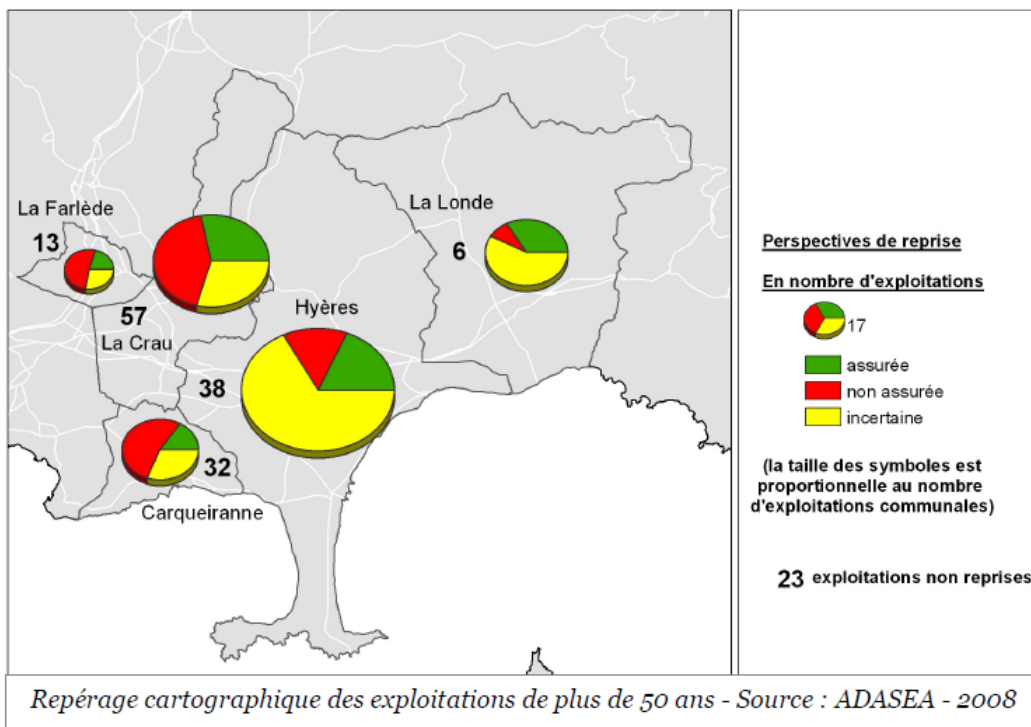 La Farlède
13
57
La Crau
Hyères
38
32
Carqueiranne
La Londe
6
Perspectives de reprise
En nombre d'exploitations
17
assurée
non assurée
incertaine
(la taille des symboles est
proportionnelle au nombre
d'exploitations communales)
23 exploitations non reprises
Repérage cartographique des exploitations de plus de 50 ans - Source : ADASEA - 2008